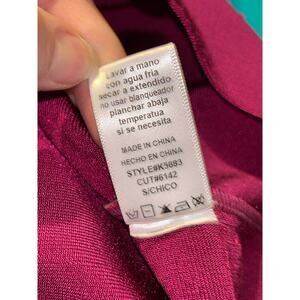 Lavar a mano
con agua fria
secar a extendido
no usar blanqueador
planchar abaja
temperatura
si se necesita
MADE IN CHINA
HECHO EN CHINA
STYLE#K5683
CUT#6142
S/CHICO